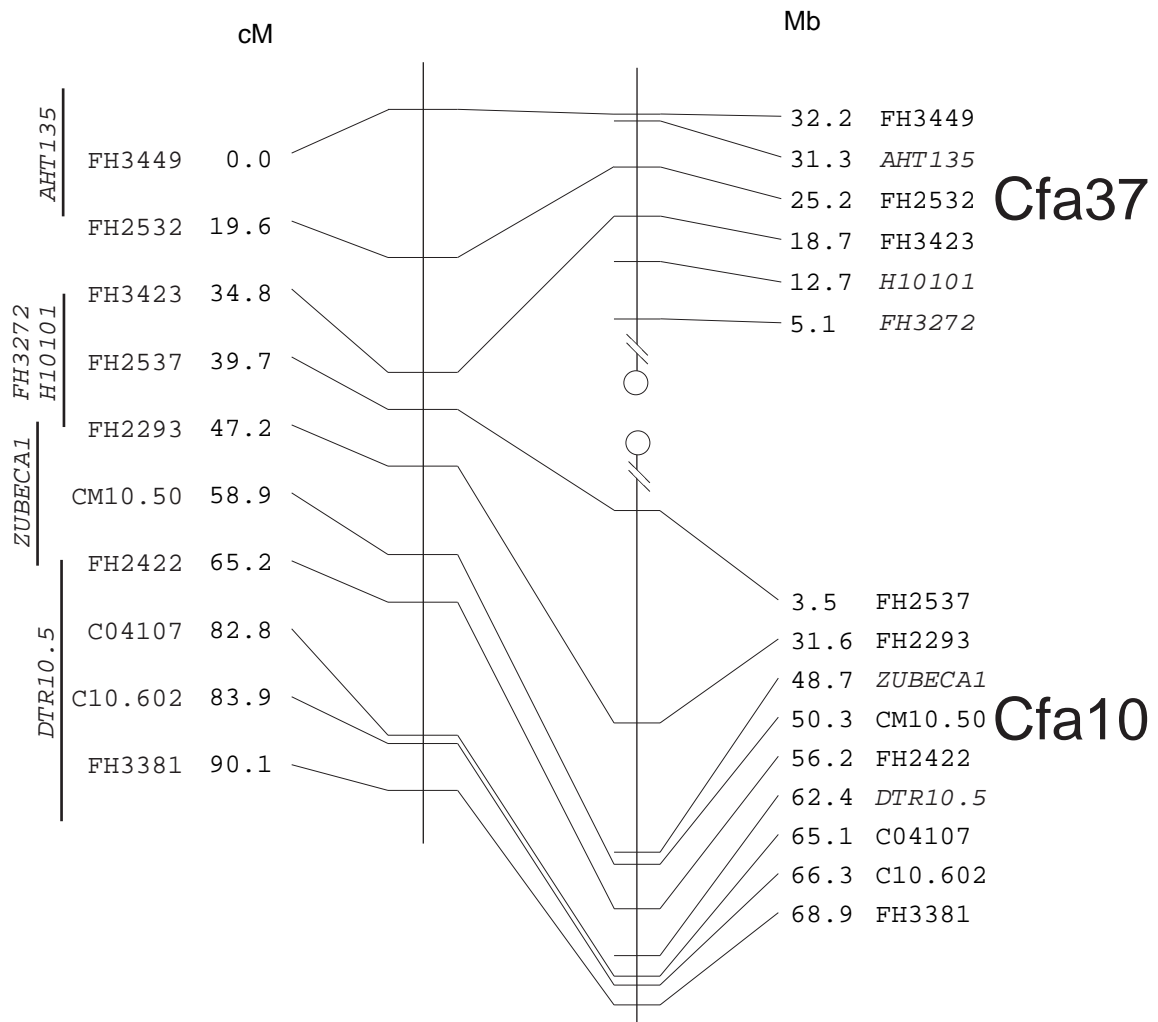 cM
Mb
AHT135
FH3272
H10101
ZUBECA1
DTR10.5
FH3449 0.0
FH2532 19.6
FH3423 34.8
FH2537 39.7
FH2293 47.2
CM10.50 58.9
FH2422 65.2
C04107 82.8
C10.602 83.9
FH3381 90.1
32.2 FH3449
31.3 AHT135
25.2 FH2532
18.7 FH3423
12.7 H10101
5.1 FH3272
Cfa37
3.5 FH2537
31.6 FH2293
48.7 ZUBECA1
50.3 CM10.50
56.2 FH2422
62.4 DTR10.5
65.1 C04107
66.3 C10.602
68.9 FH3381
Cfa10